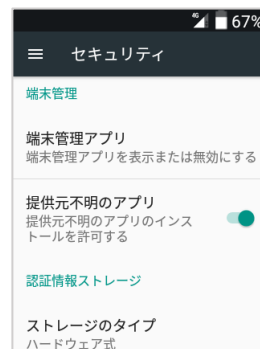 4G 67%
セキュリティ
端末管理
端末管理アプリ
端末管理アプリを表示または無効にする
提供元不明のアプリ
提供元不明のアプリのインス
トールを許可する
認証情報ストレージ
ストレージのタイプ
ハードウェア式